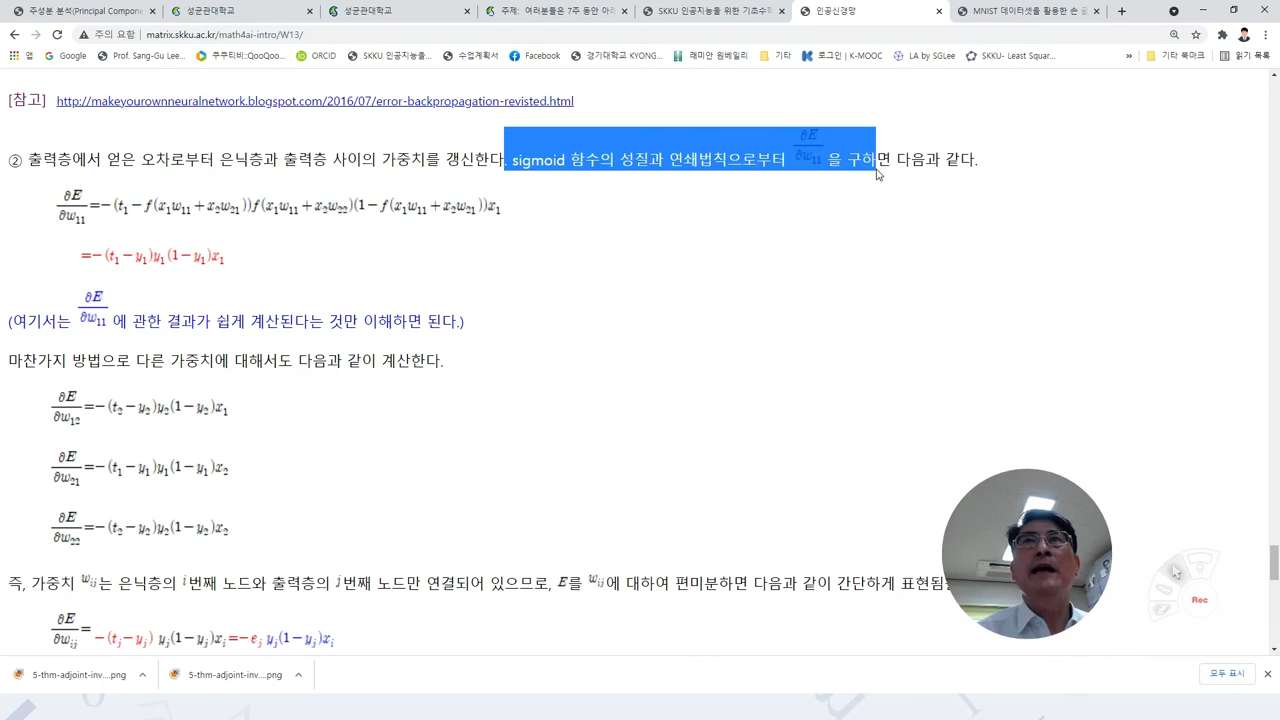 주성분 분석(Principal Compone
성균관대학교
성균관대학교
주제: 여러분들은 7주 동안 아래
SKKU 인공지능을 위한 기초수학
인공신경망
MNIST 데이터셋을 활용한 손 글
주의 요함
matrix.skku.ac.kr/math4ai-intro/W13/
앱
Google
Prof. Sang-Gu Lee...
쿠쿠티비::QooQoo...
ORCID
SKKU 인공지능을...
수업계획서
Facebook
경기대학교 KYONG...
래미안 원베일리
기타
로그인 | K-MOOC
LA by SGLee
SKKU- Least Squar...
»
기타 북마크
읽기 목록
[참고] http://makeyourownneuralnetwork.blogspot.com/2016/07/error-backpropagation-revisted.html
② 출력층에서 얻은 오차로부터 은닉층과 출력층 사이의 가중치를 갱신한다. sigmoid 함수의 성질과 연쇄법칙으로부터 ∂E/∂w₁₁ 을 구하면 다음과 같다.
∂E/∂w₁₁=−(t₁−f(x₁w₁₁+x₂w₂₁))f(x₁w₁₁+x₂w₂₂)(1−f(x₁w₁₁+x₂w₂₁))x₁
=−(t₁−y₁)y₁(1−y₁)x₁
(여기서는 ∂E/∂w₁₁ 에 관한 결과가 쉽게 계산된다는 것만 이해하면 된다.)
마찬가지 방법으로 다른 가중치에 대해서도 다음과 같이 계산한다.
∂E/∂w₁₂=−(t₂−y₂)y₂(1−y₂)x₁
∂E/∂w₂₁=−(t₁−y₁)y₁(1−y₁)x₂
∂E/∂w₂₂=−(t₂−y₂)y₂(1−y₂)x₂
즉, 가중치 wᵢⱼ는 은닉층의 i번째 노드와 출력층의 j번째 노드만 연결되어 있으므로, E를 wᵢⱼ에 대하여 편미분하면 다음과 같이 간단하게 표현됨
∂E/∂wᵢⱼ= −(tⱼ−yⱼ) yⱼ(1−yⱼ)xᵢ=−eⱼ yⱼ(1−yⱼ)xᵢ
Rec
5-thm-adjoint-inv....png
5-thm-adjoint-inv....png
모두 표시